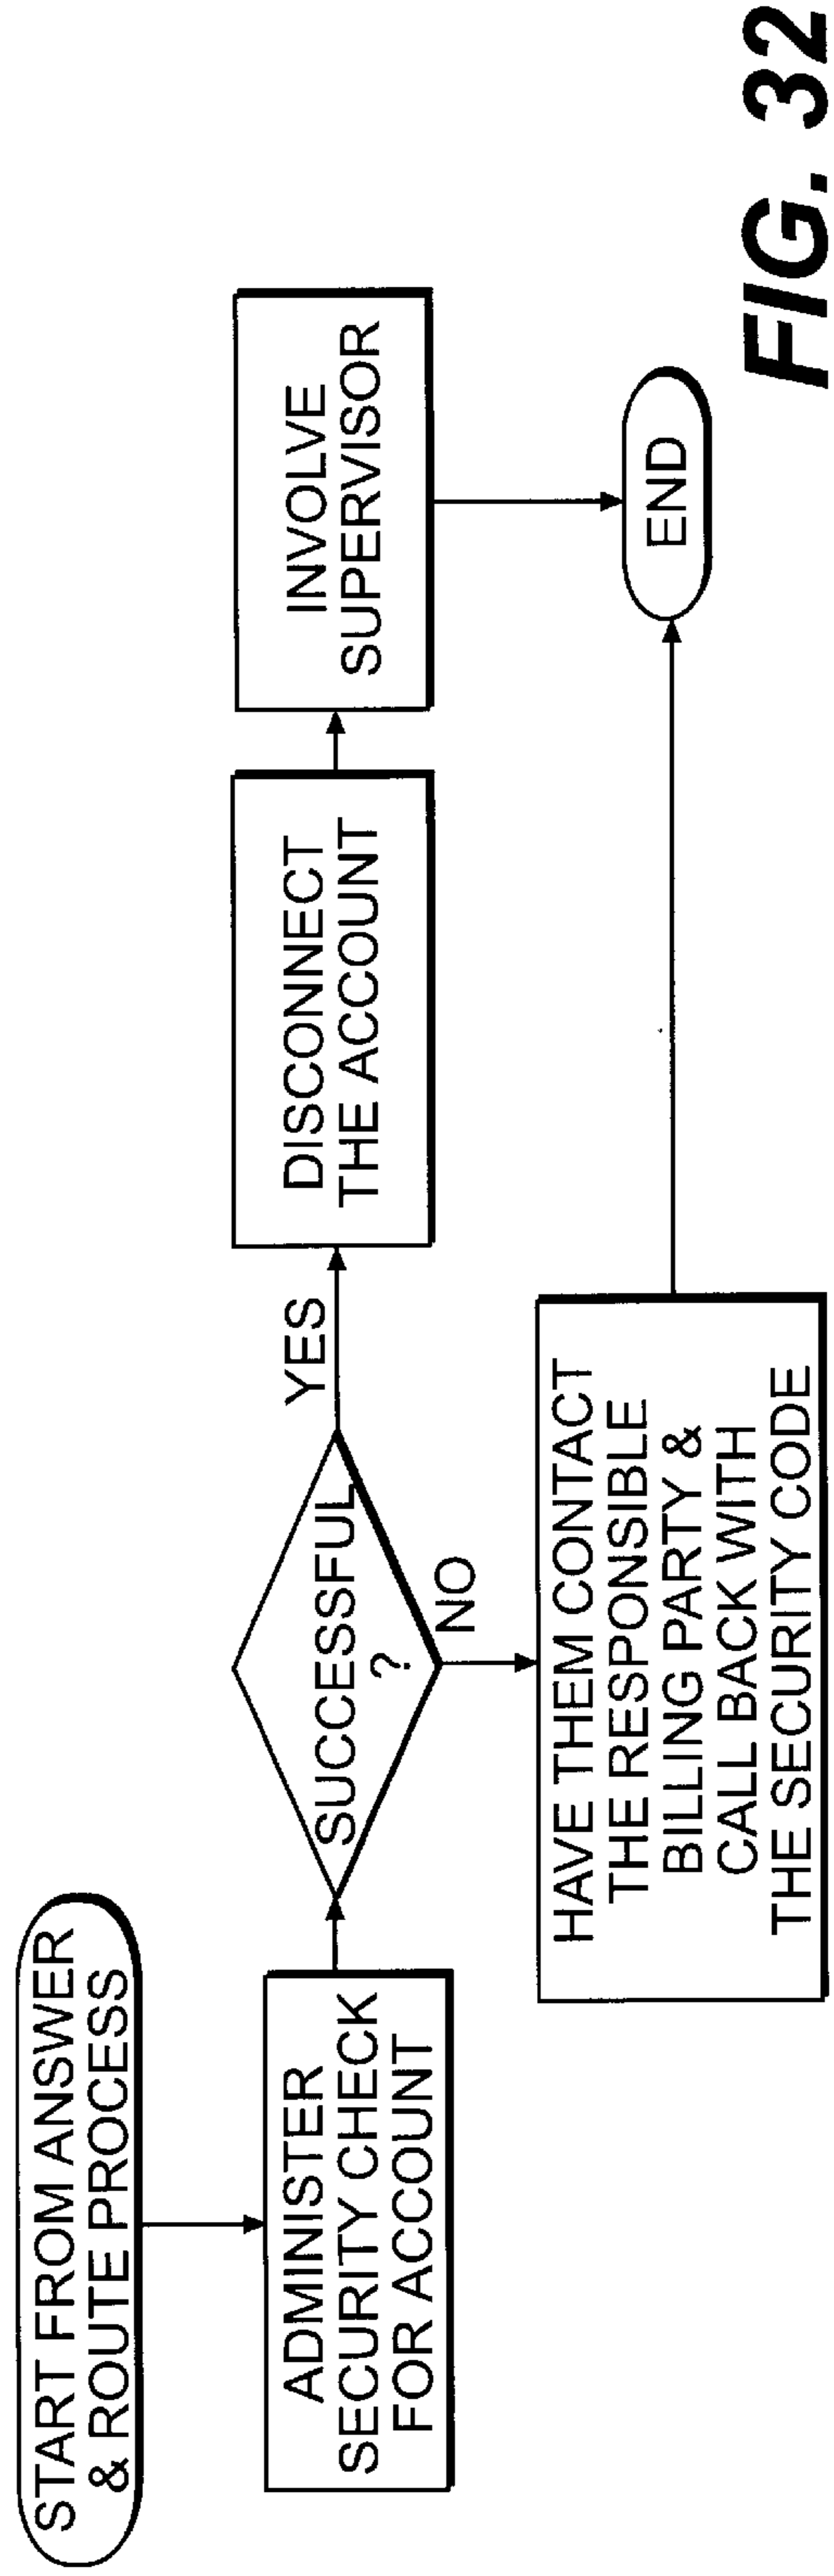 START FROM ANSWER
& ROUTE PROCESS
ADMINISTER
SECURITY CHECK
FOR ACCOUNT
SUCCESSFUL
?
YES
DISCONNECT
THE ACCOUNT
INVOLVE
SUPERVISOR
NO
HAVE THEM CONTACT
THE RESPONSIBLE
BILLING PARTY &
CALL BACK WITH
THE SECURITY CODE
END
FIG. 32